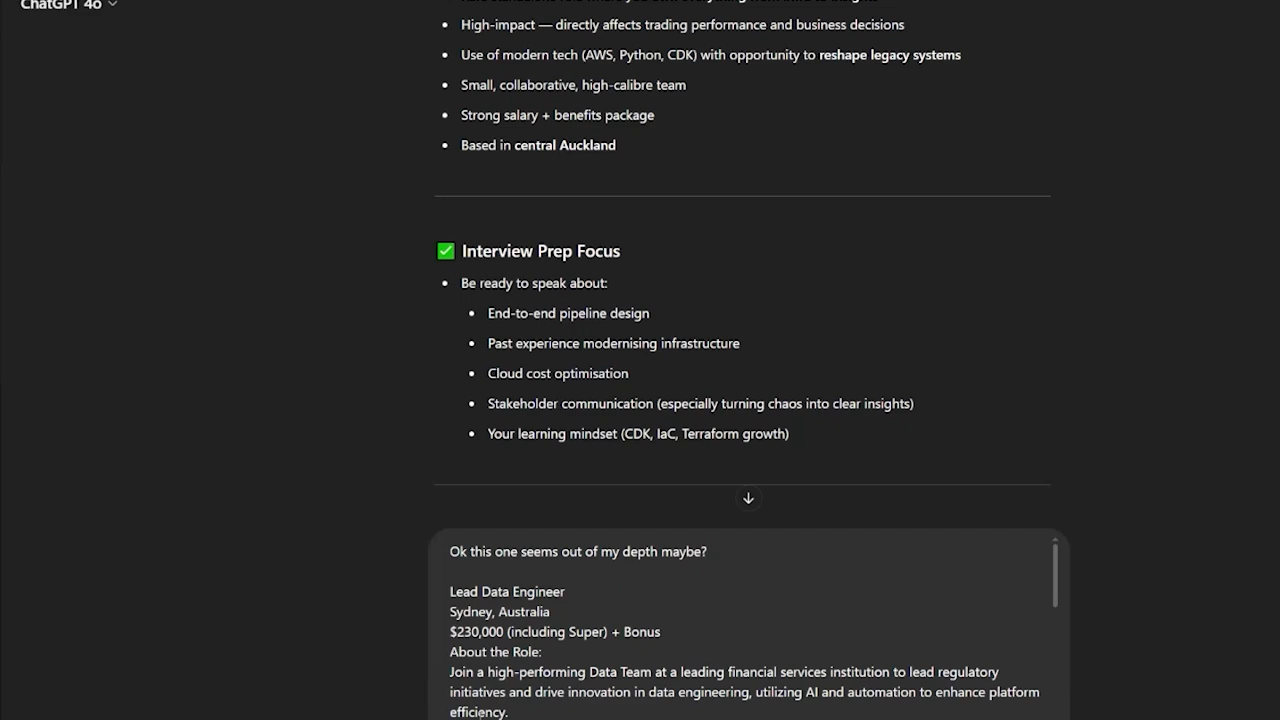 ChatGPT 4o
High-impact — directly affects trading performance and business decisions
Use of modern tech (AWS, Python, CDK) with opportunity to reshape legacy systems
Small, collaborative, high-calibre team
Strong salary + benefits package
Based in central Auckland
✅ Interview Prep Focus
Be ready to speak about:
End-to-end pipeline design
Past experience modernising infrastructure
Cloud cost optimisation
Stakeholder communication (especially turning chaos into clear insights)
Your learning mindset (CDK, IaC, Terraform growth)
Ok this one seems out of my depth maybe?
Lead Data Engineer
Sydney, Australia
$230,000 (including Super) + Bonus
About the Role:
Join a high-performing Data Team at a leading financial services institution to lead regulatory
initiatives and drive innovation in data engineering, utilizing AI and automation to enhance platform
efficiency.